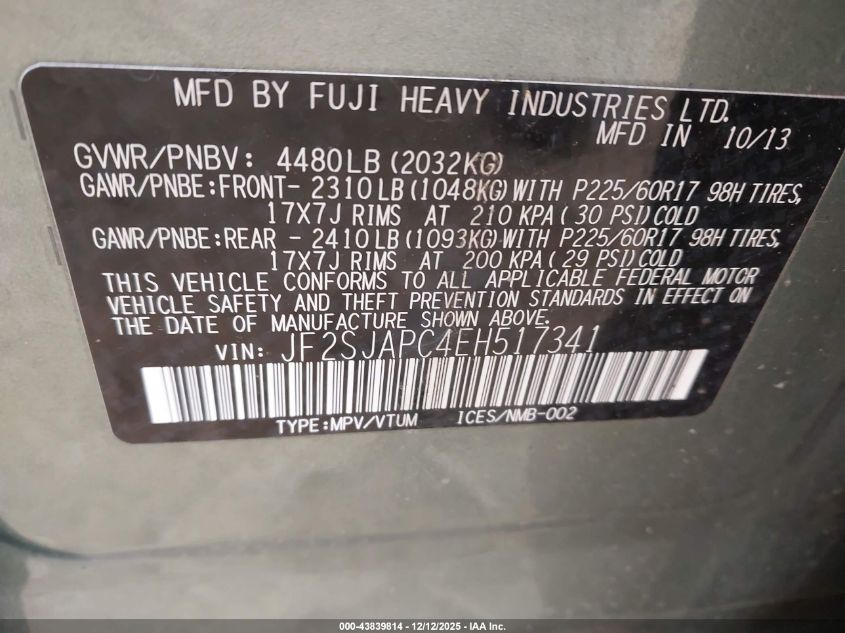 MFD BY FUJI HEAVY INDUSTRIES LTD.
MFD IN 10/13
GVWR/PNBV: 4480LB (2032KG)
GAWR/PNBE:FRONT- 2310LB (1048KG) WITH P225/60R17 98H TIRES,
17X7J RIMS AT 210 KPA ( 30 PSI) COLD
GAWR/PNBE:REAR - 2410LB (1093KG) WITH P225/60R17 98H TIRES,
17X7J RIMS AT 200 KPA ( 29 PSI) COLD
THIS VEHICLE CONFORMS TO ALL APPLICABLE FEDERAL MOTOR
VEHICLE SAFETY AND THEFT PREVENTION STANDARDS IN EFFECT ON
THE DATE OF MANUFACTURE SHOWN ABOVE.
VIN: JF2SJAPC4EH517341
TYPE:MPV/VTUM ICES/NMB-002
000-43839814 - 12/12/2025 - IAA Inc.